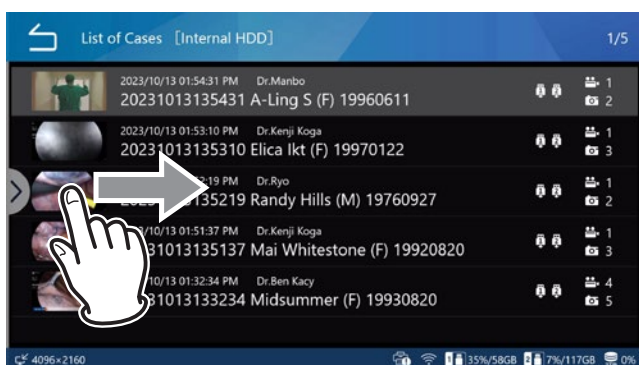 List of Cases [Internal HDD]
1/5
2023/10/13 01:54:31 PM Dr.Manbo
20231013135431 A-Ling S (F) 19960611
1
2
2023/10/13 01:53:10 PM Dr.Kenji Koga
20231013135310 Elica Ikt (F) 19970122
1
3
:19 PM Dr.Ryo
135219 Randy Hills (M) 19760927
1
2
/10/13 01:51:37 PM Dr.Kenji Koga
31013135137 Mai Whitestone (F) 19920820
1
3
10/13 01:32:34 PM Dr.Ben Kacy
31013133234 Midsummer (F) 19930820
4
5
4096×2160
1 35%/58GB 2 7%/117GB 0%